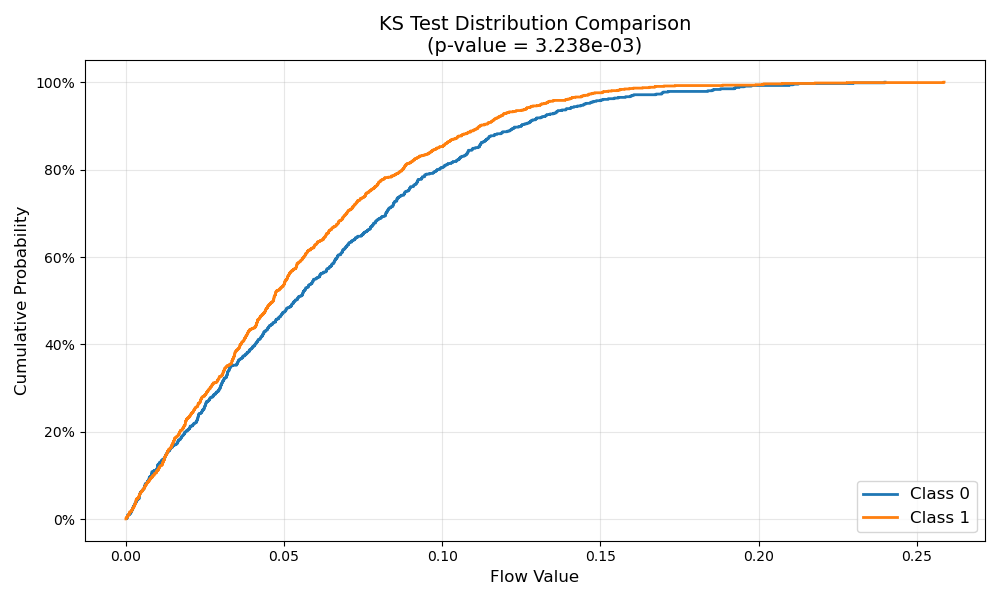 KS Test Distribution Comparison
(p-value = 3.238e-03)
Cumulative Probability
100%
80%
60%
40%
20%
0%
0.00
0.05
0.10
0.15
0.20
0.25
Flow Value
Class 0
Class 1